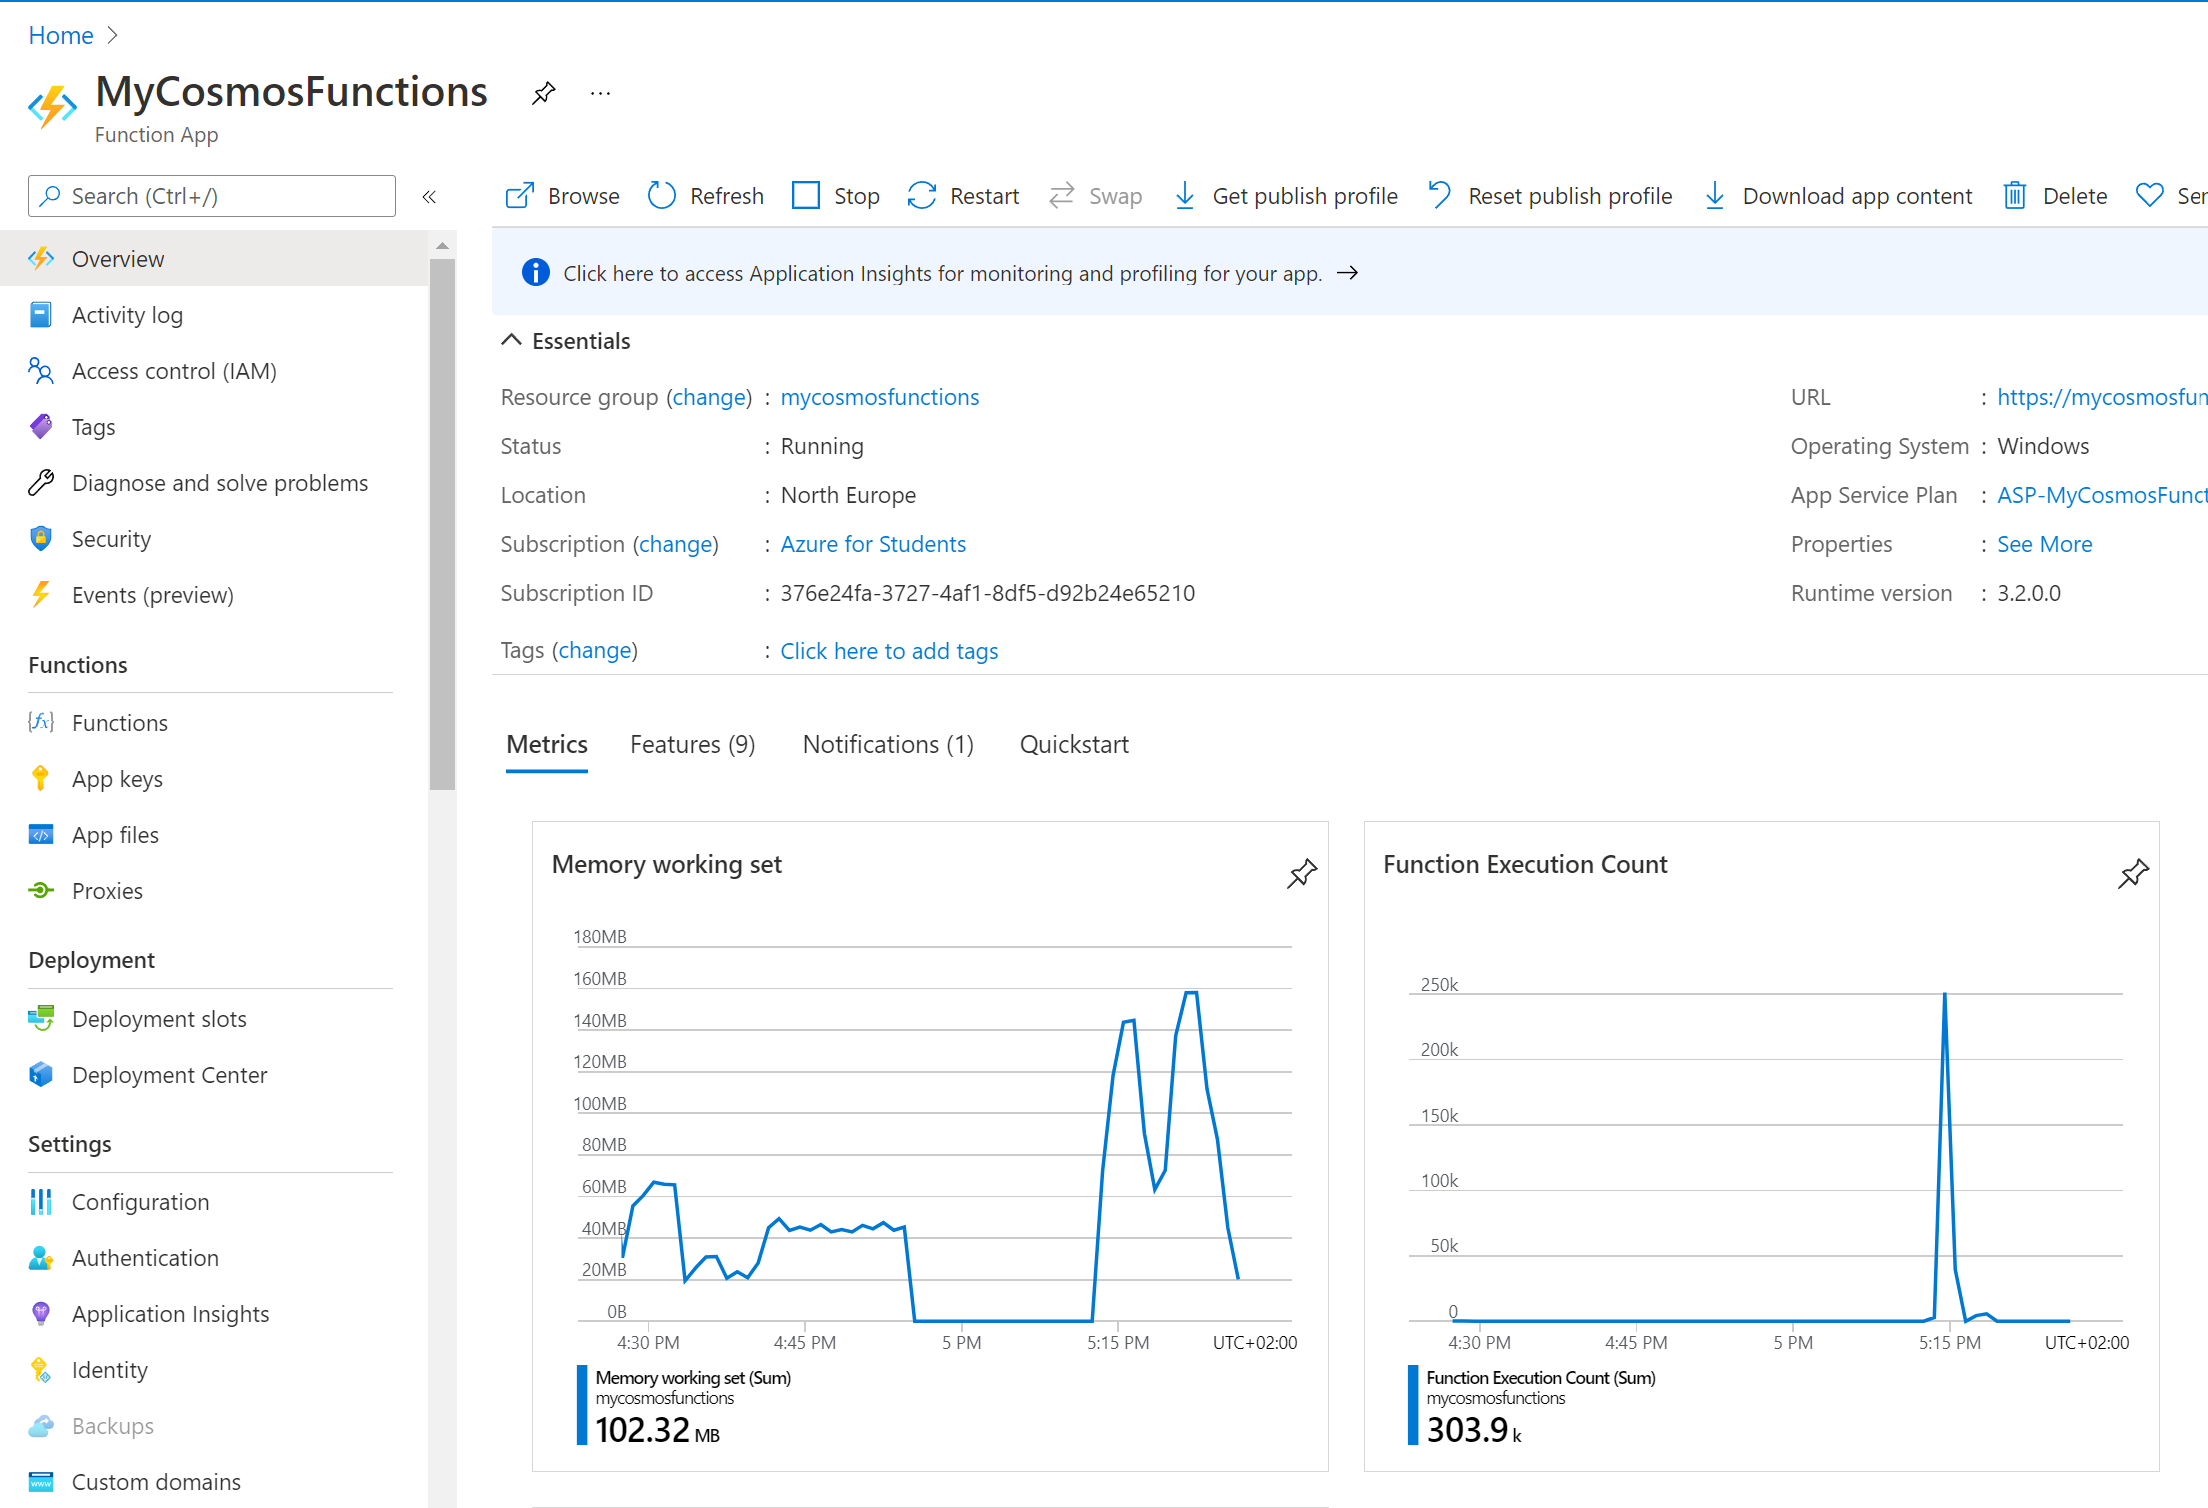 Home
MyCosmosFunctions
Function App
Search (Ctrl+/)
Browse Refresh Stop Restart Swap Get publish profile Reset publish profile Download app content Delete Ser
Overview
Activity log
Access control (IAM)
Tags
Diagnose and solve problems
Security
Events (preview)
Functions
Functions
App keys
App files
Proxies
Deployment
Deployment slots
Deployment Center
Settings
Configuration
Authentication
Application Insights
Identity
Backups
Custom domains
Click here to access Application Insights for monitoring and profiling for your app.
Essentials
Resource group (change) : mycosmosfunctions
Status : Running
Location : North Europe
Subscription (change) : Azure for Students
Subscription ID : 376e24fa-3727-4af1-8df5-d92b24e65210
Tags (change) : Click here to add tags
URL : https://mycosmosfun
Operating System : Windows
App Service Plan : ASP-MyCosmosFunct
Properties : See More
Runtime version : 3.2.0.0
Metrics Features (9) Notifications (1) Quickstart
Memory working set
180MB
160MB
140MB
120MB
100MB
80MB
60MB
40MB
20MB
0B
4:30 PM 4:45 PM 5 PM 5:15 PM UTC+02:00
Memory working set (Sum)
mycosmosfunctions
102.32 MB
Function Execution Count
250k
200k
150k
100k
50k
0
4:30 PM 4:45 PM 5 PM 5:15 PM UTC+02:00
Function Execution Count (Sum)
mycosmosfunctions
303.9 k